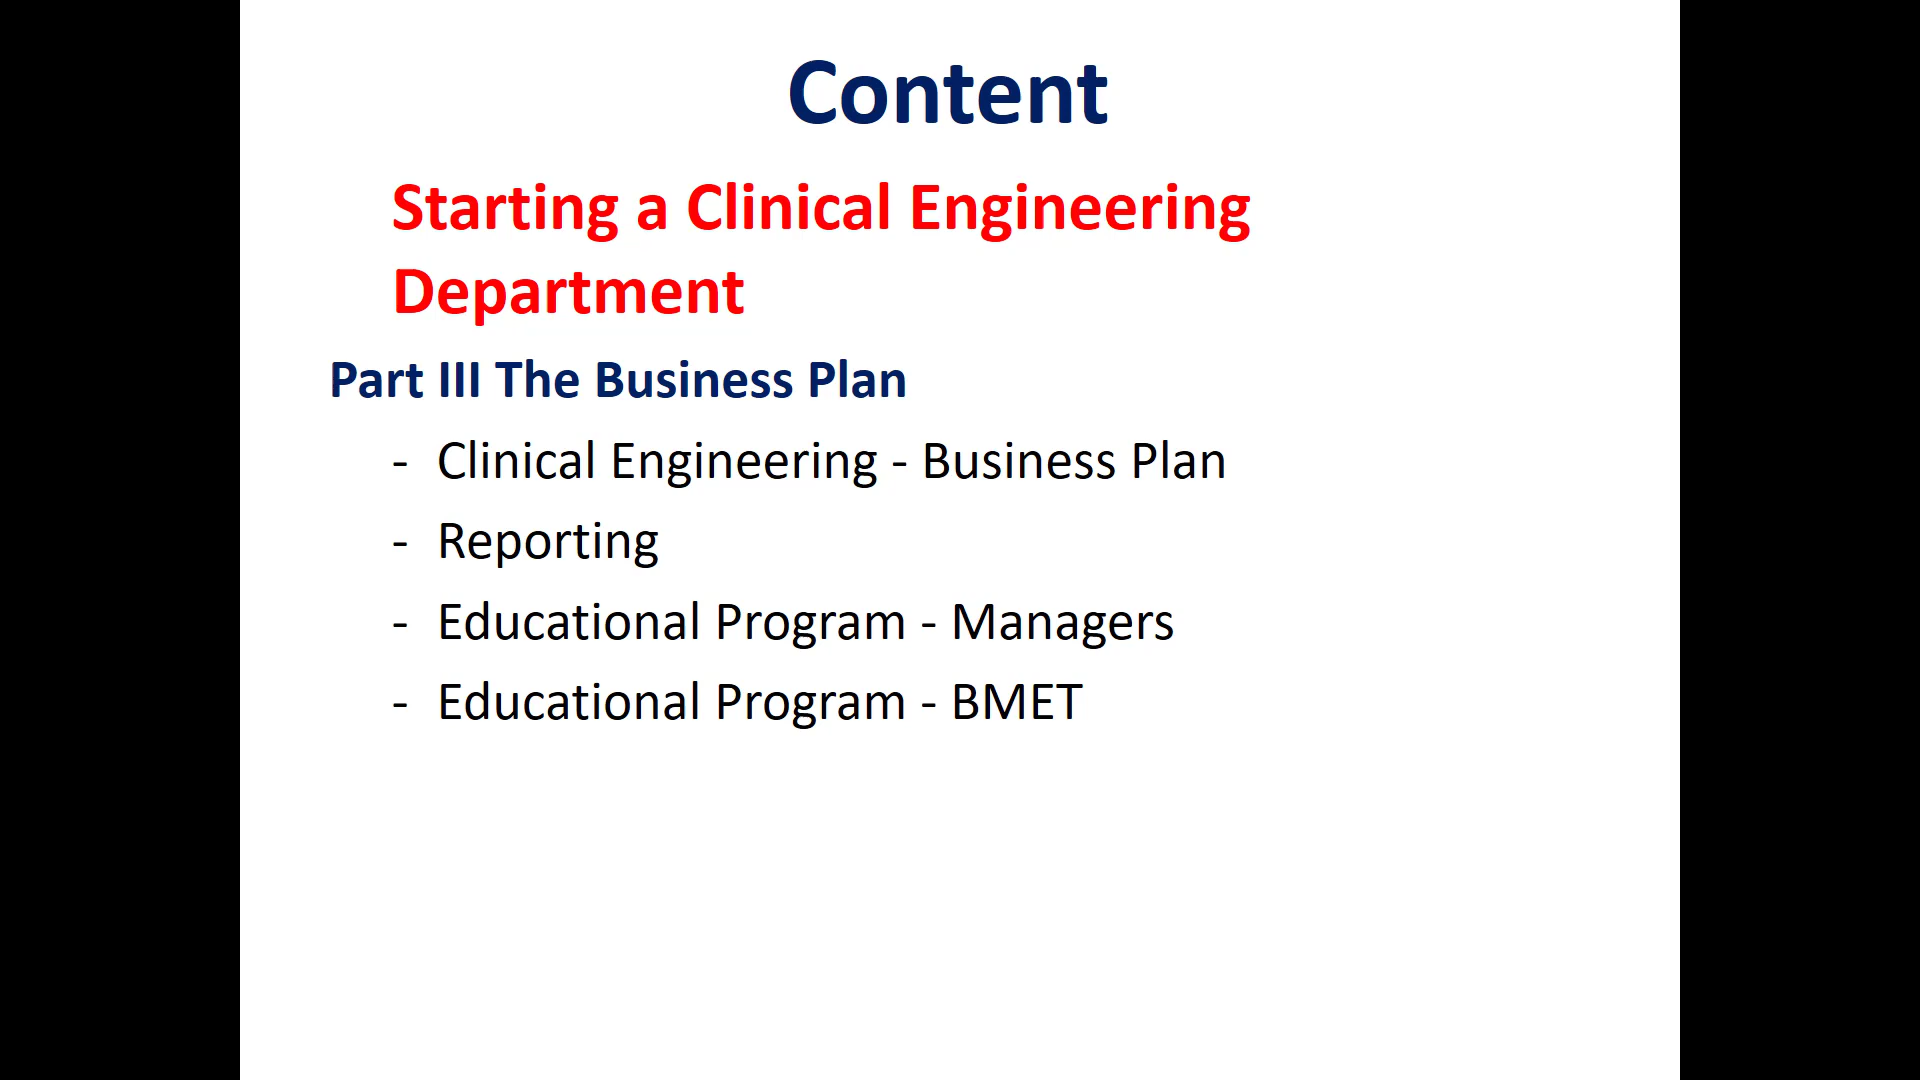 Content
Starting a Clinical Engineering
Department
Part III The Business Plan
- Clinical Engineering - Business Plan
- Reporting
- Educational Program - Managers
- Educational Program - BMET